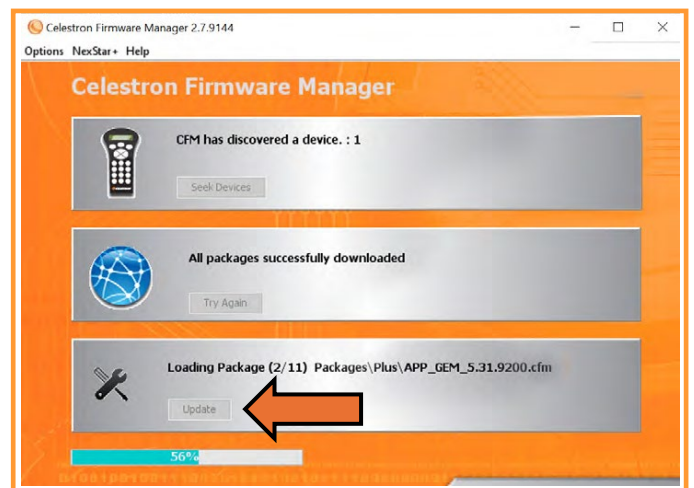 Celestron Firmware Manager 2.7.9144
Options NexStar+ Help
Celestron Firmware Manager
CFM has discovered a device. : 1
Seek Devices
All packages successfully downloaded
Try Again
Loading Package (2/11) Packages\Plus\APP_GEM_5.31.9200.cfm
Update
56%